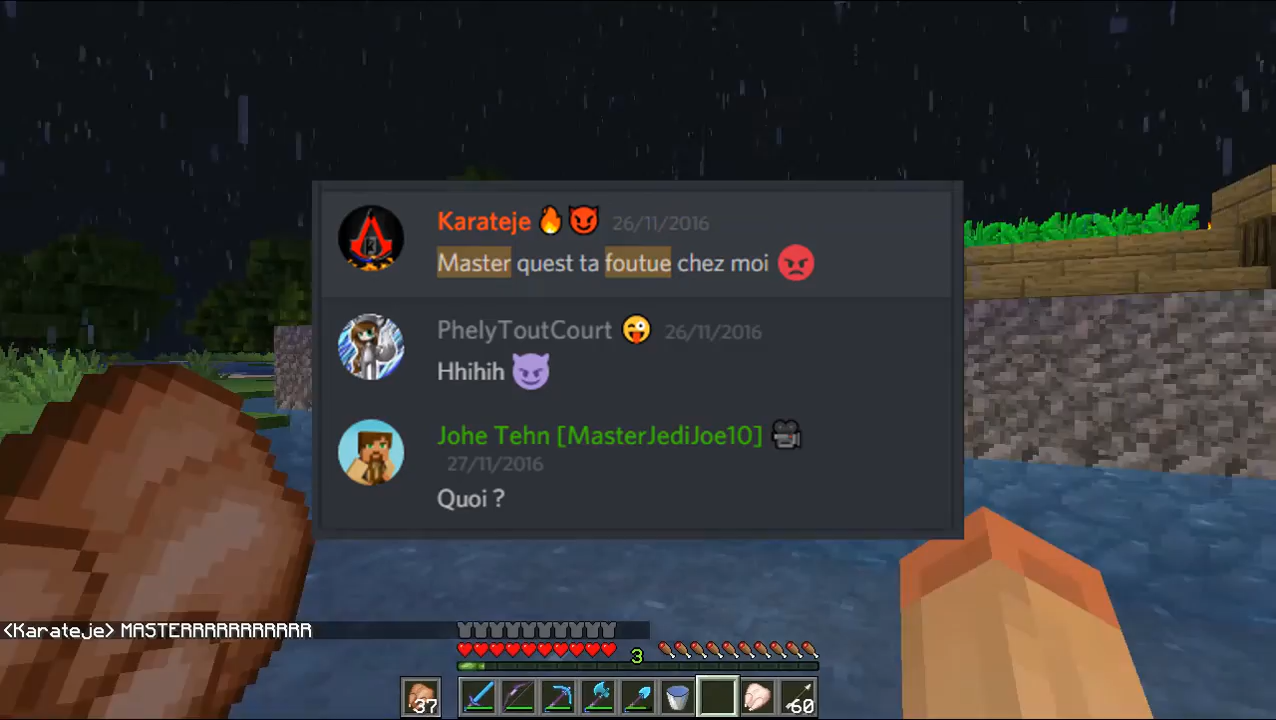 Karateje 26/11/2016
Master quest ta foutue chez moi
PhelyToutCourt 26/11/2016
Hhihih
Johe Tehn [MasterJediJoe10]
27/11/2016
Quoi ?
<Karateje> MASTERRRRRRRRRRR
3
37
60